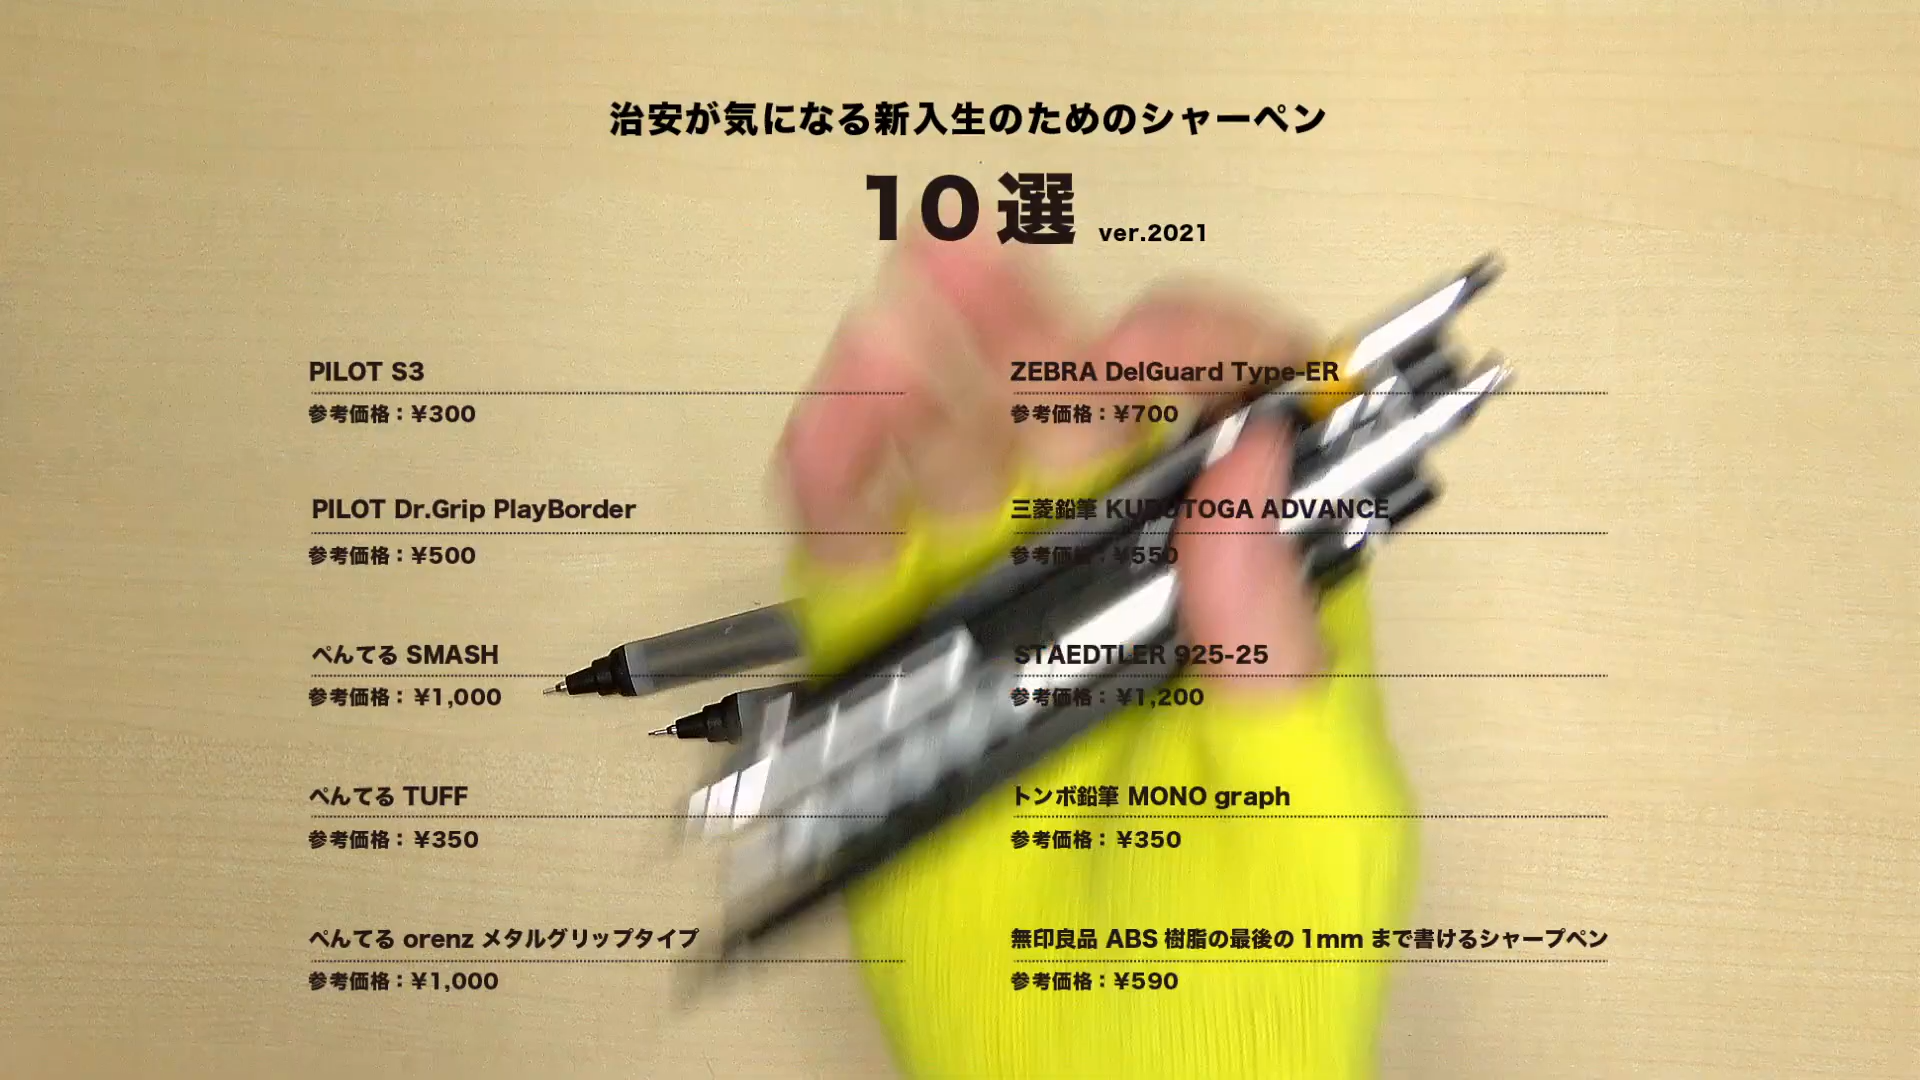 治安が気になる新入生のためのシャーペン
10選 ver.2021
PILOT S3
参考価格：¥300
PILOT Dr.Grip PlayBorder
参考価格：¥500
ぺんてる SMASH
参考価格：¥1,000
ぺんてる TUFF
参考価格：¥350
ぺんてる orenz メタルグリップタイプ
参考価格：¥1,000
ZEBRA DelGuard Type-ER
参考価格：¥700
三菱鉛筆 KURUTOGA ADVANCE
参考価格：¥550
STAEDTLER 925-25
参考価格：¥1,200
トンボ鉛筆 MONO graph
参考価格：¥350
無印良品 ABS 樹脂の最後の 1mm まで書けるシャープペン
参考価格：¥590